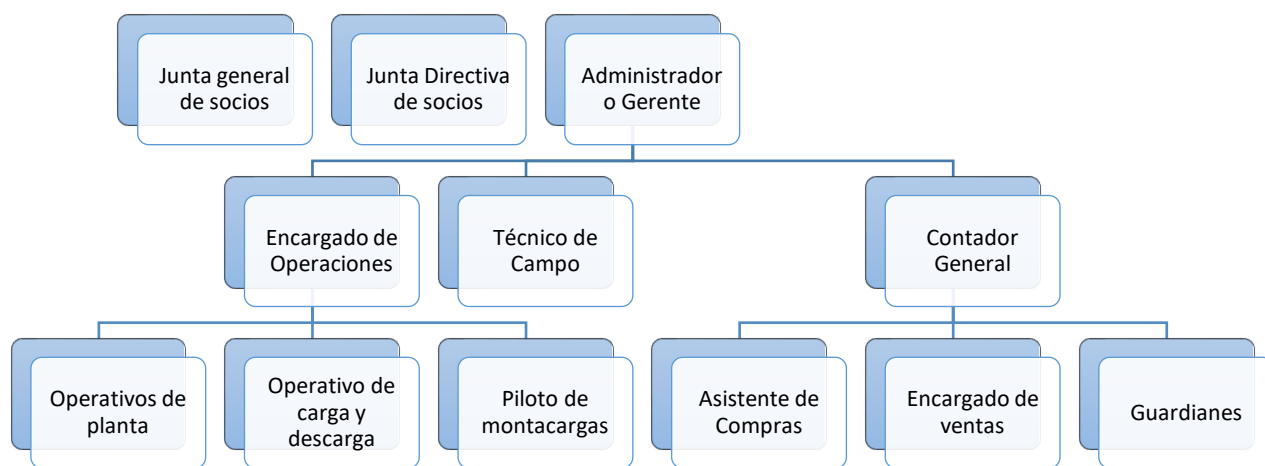 Junta general
de socios
Junta Directiva
de socios
Administrador
o Gerente
Encargado de
Operaciones
Técnico de
Campo
Contador
General
Operativos de
planta
Operativo de
carga y
descarga
Piloto de
montacargas
Asistente de
Compras
Encargado de
ventas
Guardianes